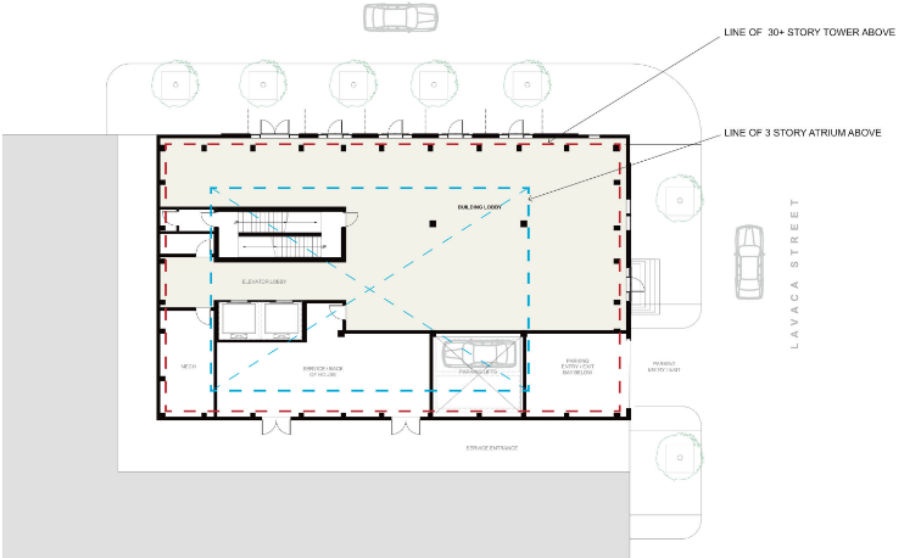 LINE OF 30+ STORY TOWER ABOVE
LINE OF 3 STORY ATRIUM ABOVE
BUILDING LOBBY
LAVACA STREET
ELEVATOR LOBBY
MECH
SERVICE / BACK
OF HOUSE
PARKING LIFTS
PARKING
ENTRY / EXIT
BAY BELOW
PARKING
ENTRY / EXIT
SERVICE ENTRANCE